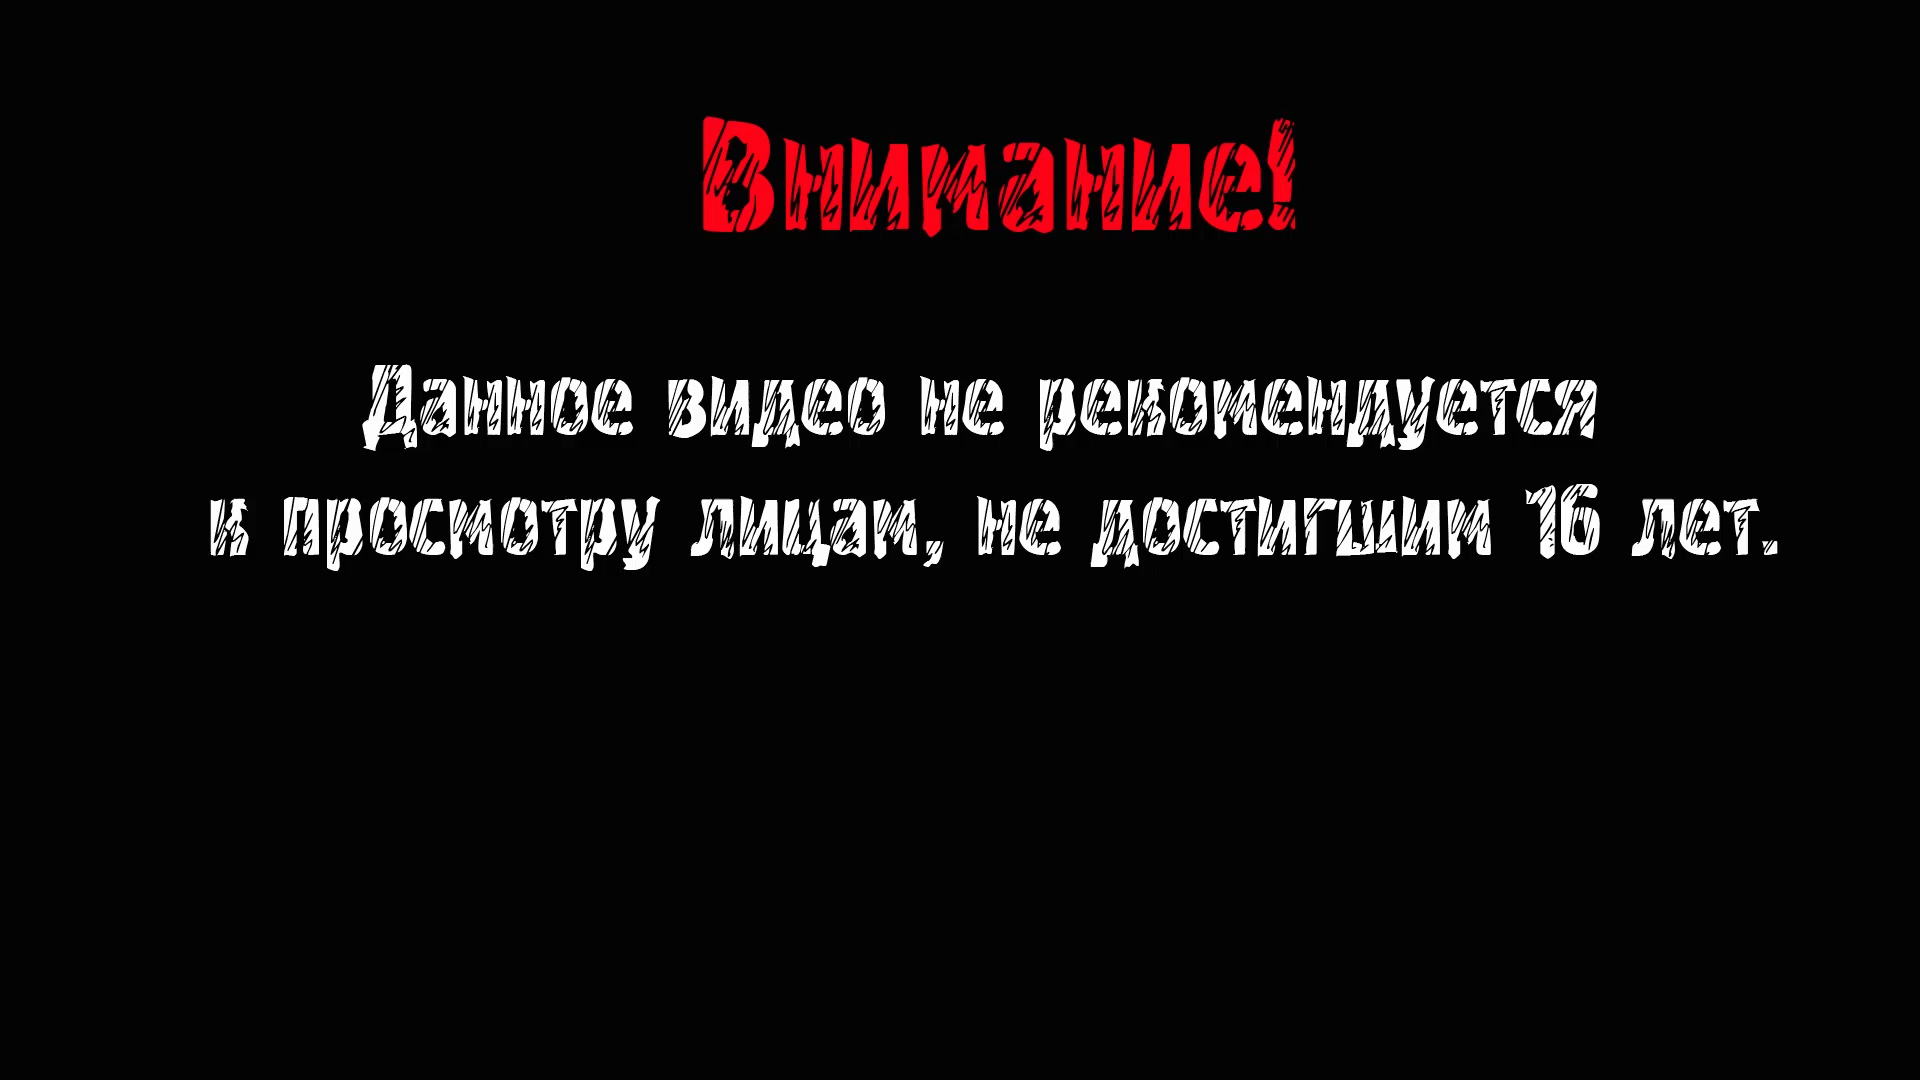 Внимание!
Данное видео не рекомендуется
к просмотру лицам, не достигшим 16 лет.